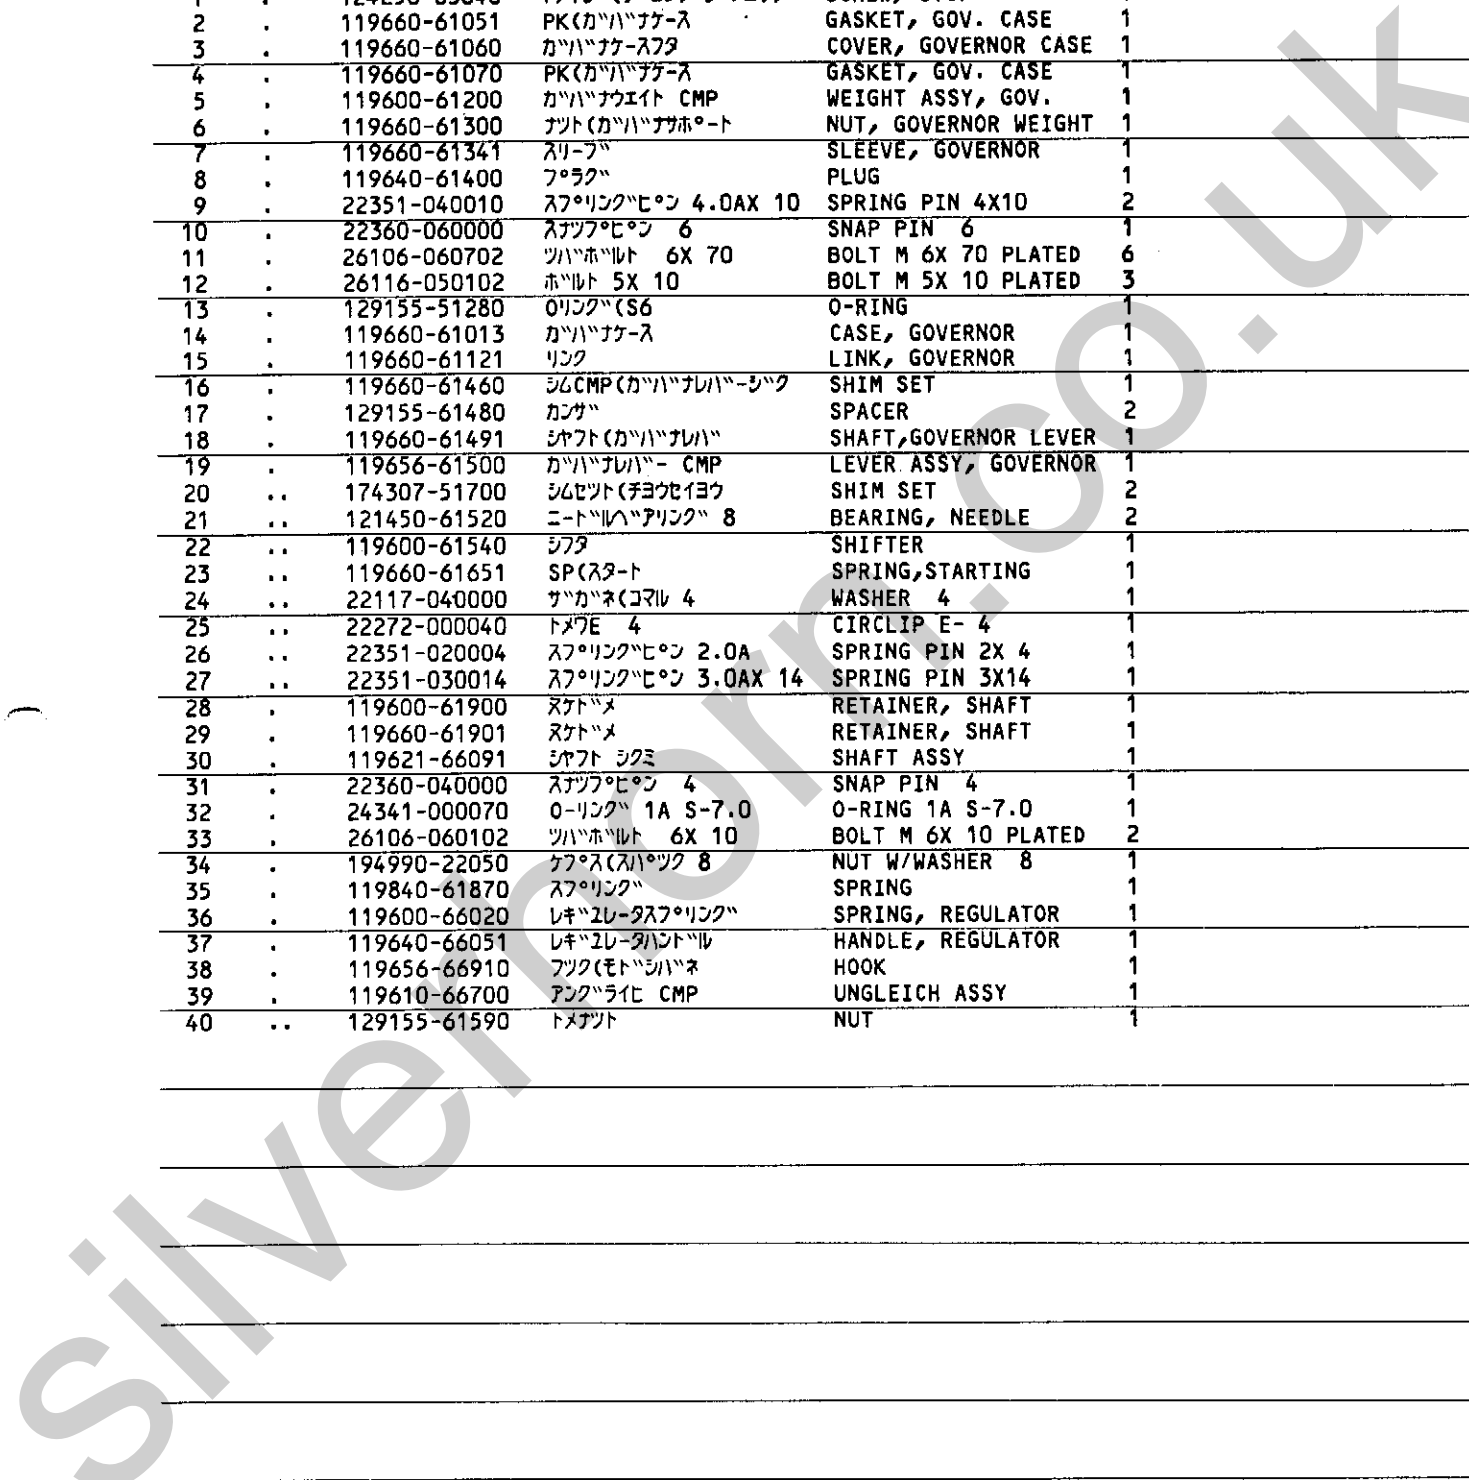 2 . 119660-61051 PK(ガバナケース GASKET, GOV. CASE 1
3 . 119660-61060 ガバナケースフタ COVER, GOVERNOR CASE 1
4 . 119660-61070 PK(ガバナケース GASKET, GOV. CASE 1
5 . 119600-61200 ガバナウエイト CMP WEIGHT ASSY, GOV. 1
6 . 119660-61300 ナツト(ガバナサポート NUT, GOVERNOR WEIGHT 1
7 . 119660-61341 スリーブ SLEEVE, GOVERNOR 1
8 . 119640-61400 プラグ PLUG 1
9 . 22351-040010 スプリングピン 4.0AX 10 SPRING PIN 4X10 2
10 . 22360-060000 スナツプピン 6 SNAP PIN 6 1
11 . 26106-060702 ツバボルト 6X 70 BOLT M 6X 70 PLATED 6
12 . 26116-050102 ボルト 5X 10 BOLT M 5X 10 PLATED 3
13 . 129155-51280 Oリング(S6 O-RING 1
14 . 119660-61013 ガバナケース CASE, GOVERNOR 1
15 . 119660-61121 リンク LINK, GOVERNOR 1
16 . 119660-61460 シムCMP(ガバナレバージク SHIM SET 1
17 . 129155-61480 カンザ SPACER 2
18 . 119660-61491 シヤフト(ガバナレバ SHAFT,GOVERNOR LEVER 1
19 . 119656-61500 ガバナレバー CMP LEVER ASSY, GOVERNOR 1
20 .. 174307-51700 シムセツト(チヨウセイヨウ SHIM SET 2
21 .. 121450-61520 ニードルベアリング 8 BEARING, NEEDLE 2
22 .. 119600-61540 シフタ SHIFTER 1
23 .. 119660-61651 SP(スタート SPRING,STARTING 1
24 .. 22117-040000 ザガネ(コマル 4 WASHER 4 1
25 .. 22272-000040 トメワE 4 CIRCLIP E- 4 1
26 .. 22351-020004 スプリングピン 2.0A SPRING PIN 2X 4 1
27 .. 22351-030014 スプリングピン 3.0AX 14 SPRING PIN 3X14 1
28 . 119600-61900 ヌケドメ RETAINER, SHAFT 1
29 . 119660-61901 ヌケドメ RETAINER, SHAFT 1
30 . 119621-66091 シヤフト シクミ SHAFT ASSY 1
31 . 22360-040000 スナツプピン 4 SNAP PIN 4 1
32 . 24341-000070 O-リング 1A S-7.0 O-RING 1A S-7.0 1
33 . 26106-060102 ツバボルト 6X 10 BOLT M 6X 10 PLATED 2
34 . 194990-22050 ケプス(スパツク 8 NUT W/WASHER 8 1
35 . 119840-61870 スプリング SPRING 1
36 . 119600-66020 レギユレータスプリング SPRING, REGULATOR 1
37 . 119640-66051 レギユレータハンドル HANDLE, REGULATOR 1
38 . 119656-66910 フツク(モドシバネ HOOK 1
39 . 119610-66700 アングライヒ CMP UNGLEICH ASSY 1
40 .. 129155-61590 トメナツト NUT 1
silverhorn.co.uk